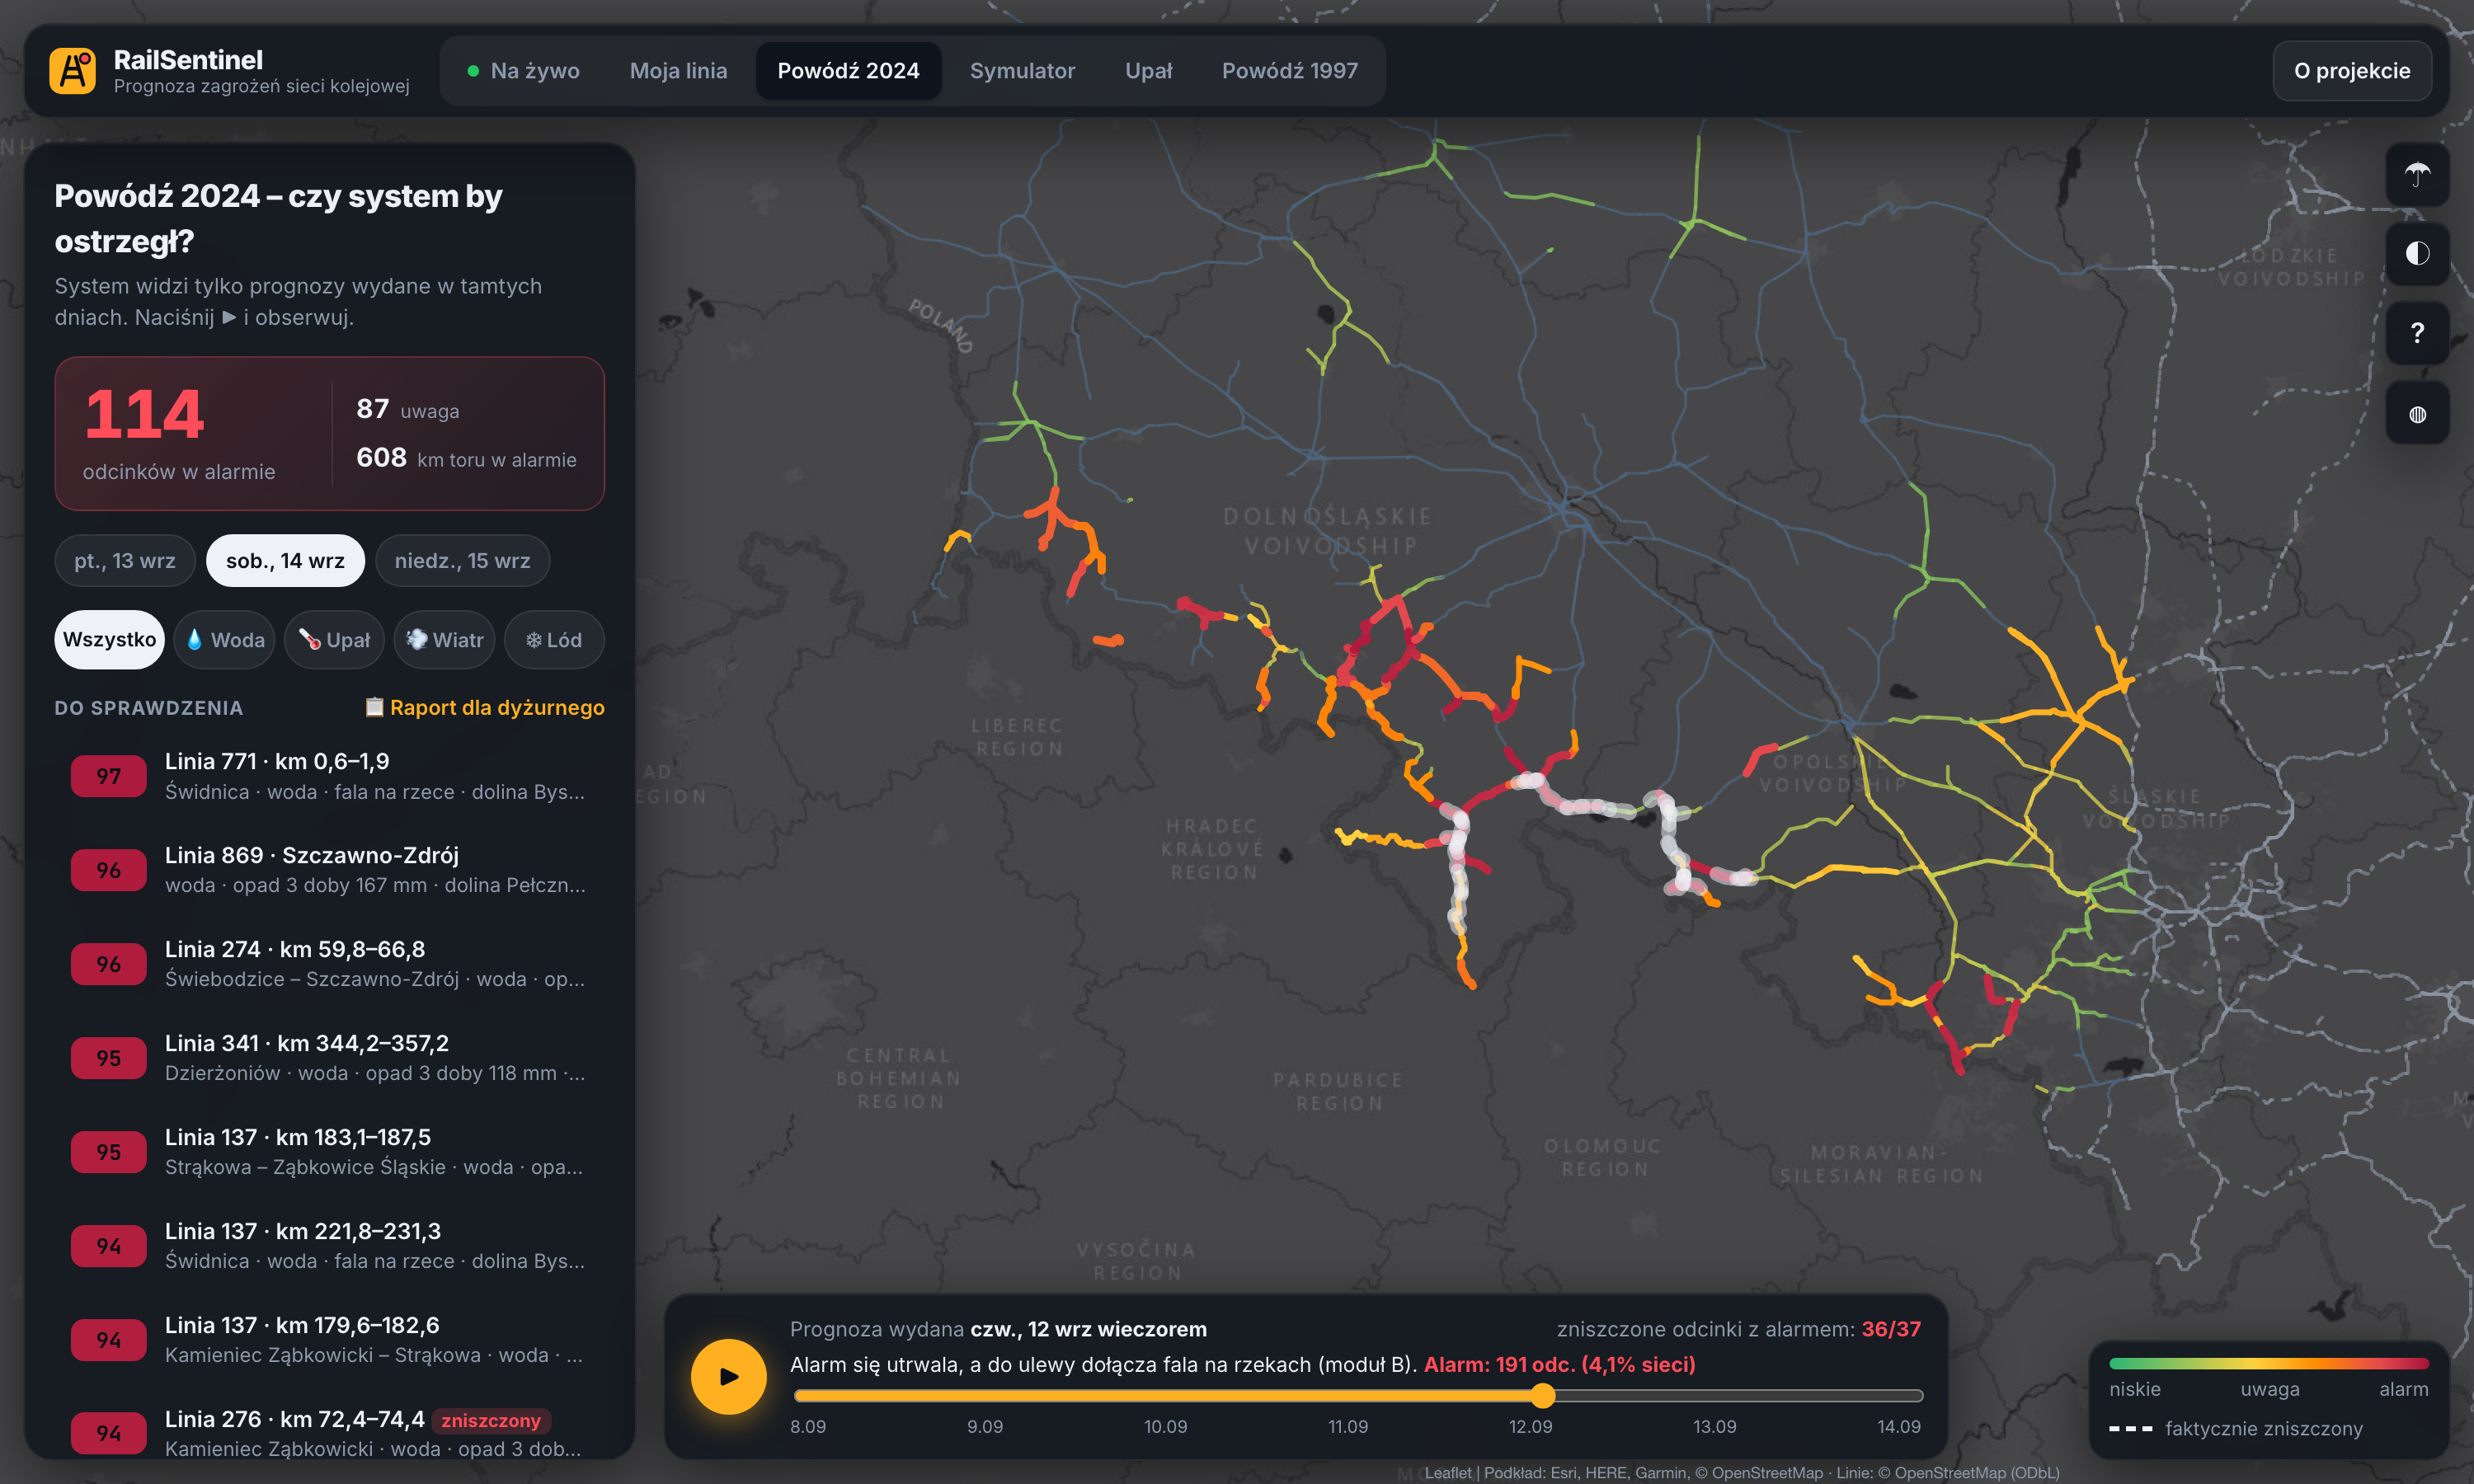 RailSentinel
Prognoza zagrożeń sieci kolejowej
Na żywo
Moja linia
Powódź 2024
Symulator
Upał
Powódź 1997
O projekcie
Powódź 2024 – czy system by
ostrzegł?
System widzi tylko prognozy wydane w tamtych
dniach. Naciśnij ▶ i obserwuj.
114
odcinków w alarmie
87 uwaga
608 km toru w alarmie
pt., 13 wrz
sob., 14 wrz
niedz., 15 wrz
Wszystko
Woda
Upał
Wiatr
Lód
DO SPRAWDZENIA
Raport dla dyżurnego
97
Linia 771 · km 0,6–1,9
Świdnica · woda · fala na rzece · dolina Bys...
96
Linia 869 · Szczawno-Zdrój
woda · opad 3 doby 167 mm · dolina Pełczn...
96
Linia 274 · km 59,8–66,8
Świebodzice – Szczawno-Zdrój · woda · op...
95
Linia 341 · km 344,2–357,2
Dzierżoniów · woda · opad 3 doby 118 mm ·...
95
Linia 137 · km 183,1–187,5
Strąkowa – Ząbkowice Śląskie · woda · opa...
94
Linia 137 · km 221,8–231,3
Świdnica · woda · fala na rzece · dolina Bys...
94
Linia 137 · km 179,6–182,6
Kamieniec Ząbkowicki – Strąkowa · woda · ...
94
Linia 276 · km 72,4–74,4 zniszczony
Kamieniec Ząbkowicki · woda · opad 3 dob...
POLAND
ŁÓDZKIE
VOIVODSHIP
DOLNOŚLĄSKIE
VOIVODSHIP
LIBEREC
REGION
OPOLSKIE
VOIVODSHIP
ŚLĄSKIE
VOIVODSHIP
HRADEC
KRÁLOVÉ
REGION
CENTRAL
BOHEMIAN
REGION
PARDUBICE
REGION
OLOMOUC
REGION
MORAVIAN-
SILESIAN REGION
VYSOČINA
REGION
?
Prognoza wydana czw., 12 wrz wieczorem
zniszczone odcinki z alarmem: 36/37
Alarm się utrwala, a do ulewy dołącza fala na rzekach (moduł B). Alarm: 191 odc. (4,1% sieci)
8.09
9.09
10.09
11.09
12.09
13.09
14.09
niskie
uwaga
alarm
faktycznie zniszczony
Leaflet | Podkład: Esri, HERE, Garmin, © OpenStreetMap · Linie: © OpenStreetMap (ODbL)